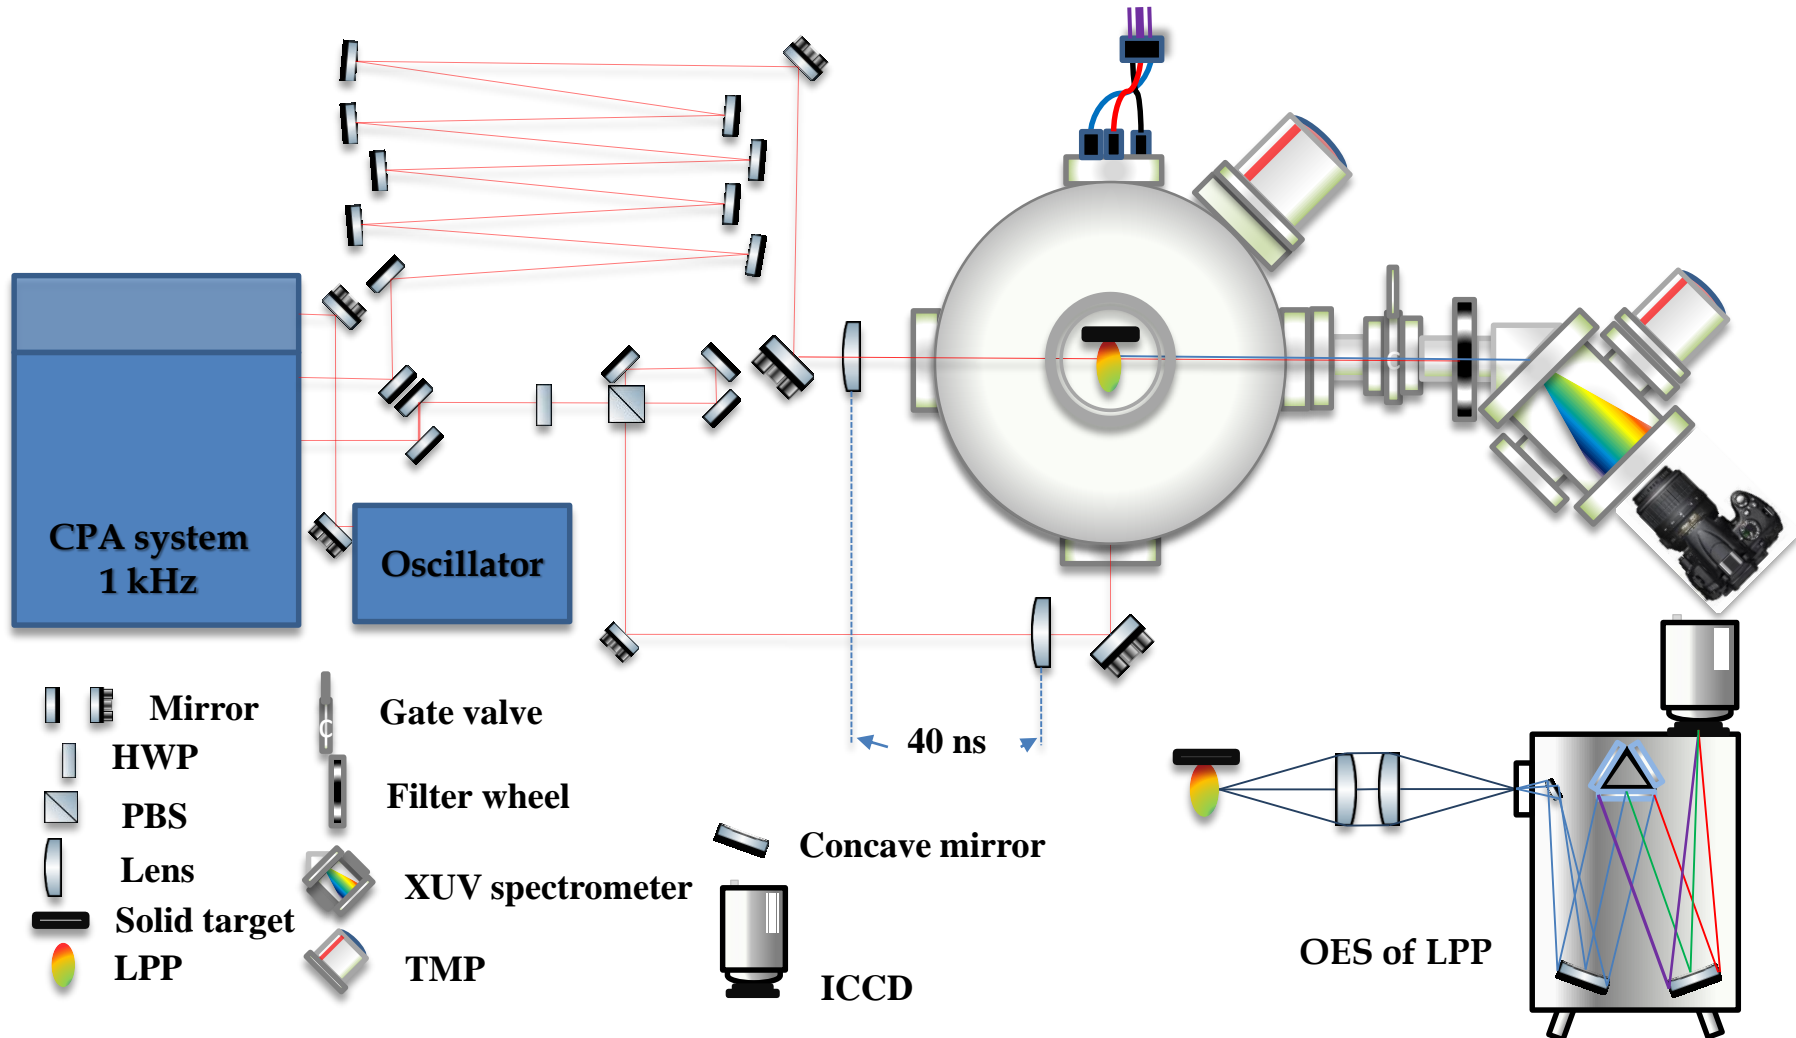 CPA system
1 kHz
Oscillator
C
40 ns
Mirror
HWP
PBS
Lens
Solid target
LPP
C
Gate valve
Filter wheel
XUV spectrometer
TMP
Concave mirror
ICCD
OES of LPP